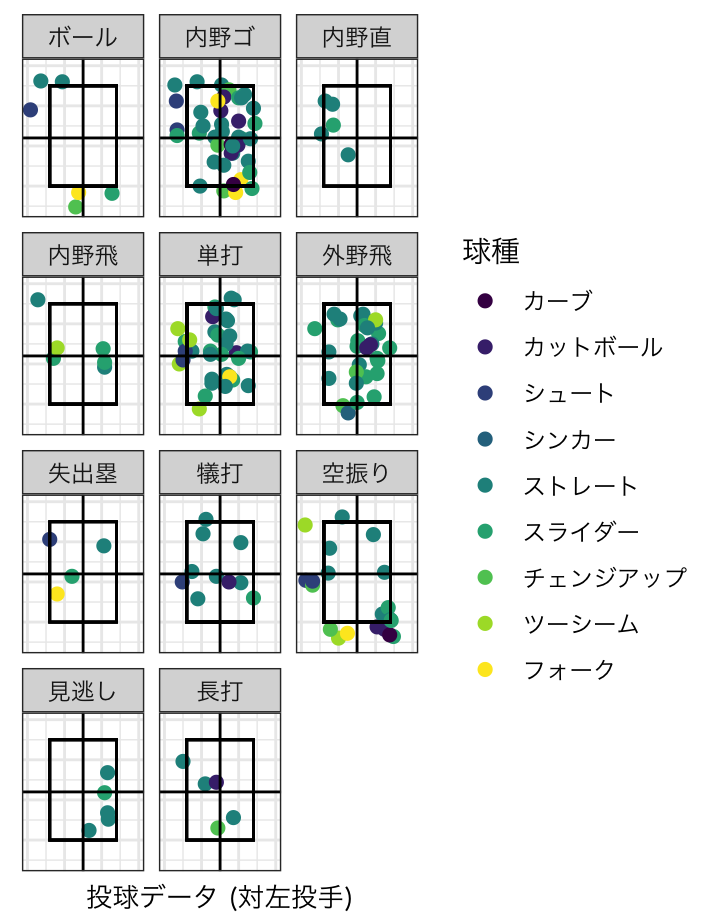 ボール
内野ゴ
内野直
内野飛
単打
外野飛
失出塁
犠打
空振り
見逃し
長打
球種
カーブ
カットボール
シュート
シンカー
ストレート
スライダー
チェンジアップ
ツーシーム
フォーク
投球データ (対左投手)